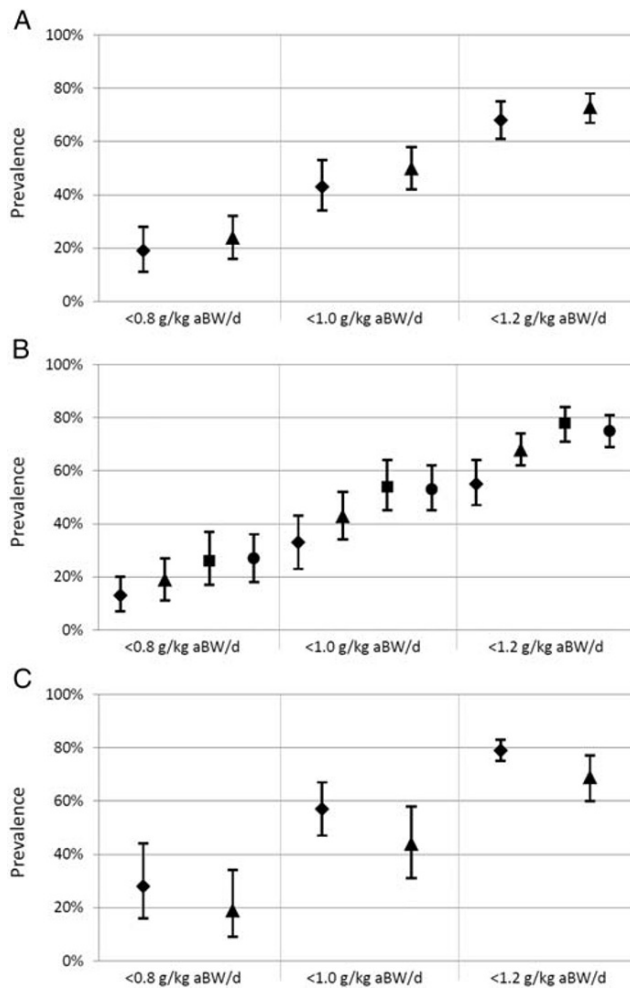 A
100%
80%
60%
40%
20%
0%
Prevalence
<0.8 g/kg aBW/d <1.0 g/kg aBW/d <1.2 g/kg aBW/d
B
100%
80%
60%
40%
20%
0%
Prevalence
<0.8 g/kg aBW/d <1.0 g/kg aBW/d <1.2 g/kg aBW/d
C
100%
80%
60%
40%
20%
0%
Prevalence
<0.8 g/kg aBW/d <1.0 g/kg aBW/d <1.2 g/kg aBW/d